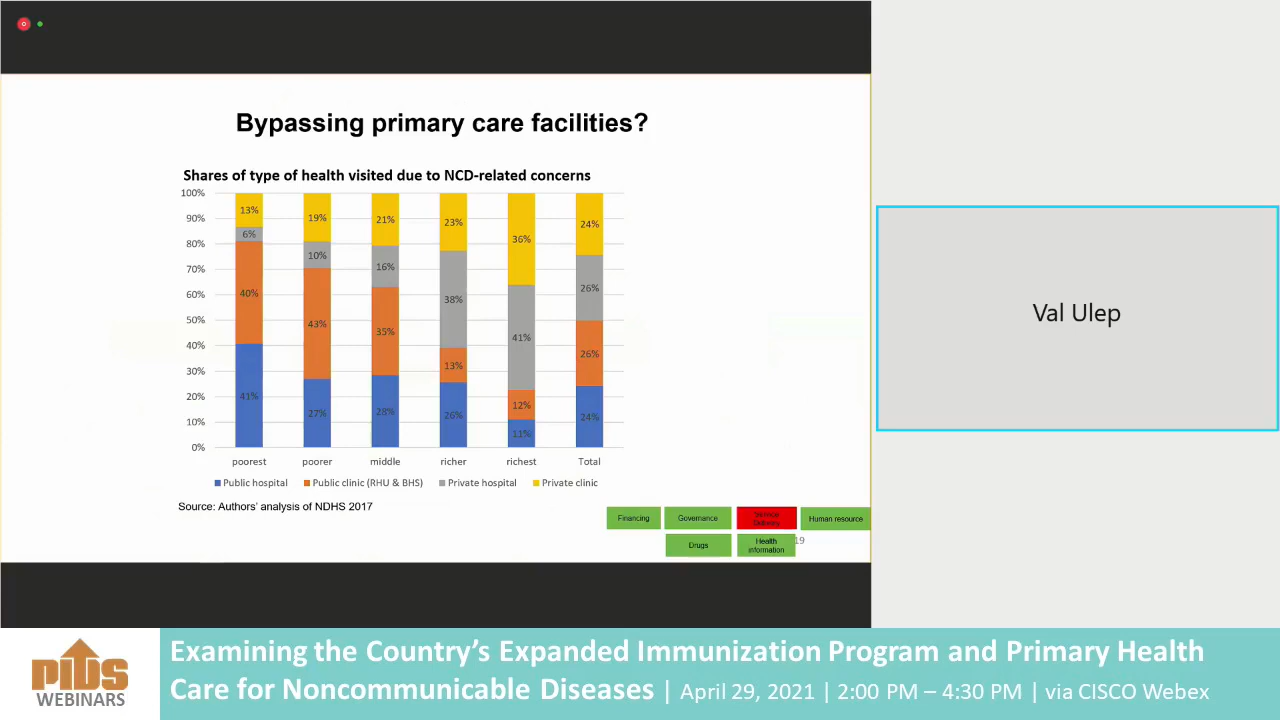 Bypassing primary care facilities?
Shares of type of health visited due to NCD-related concerns
100%
90%
80%
70%
60%
50%
40%
30%
20%
10%
0%
13%
6%
40%
41%
19%
10%
43%
27%
21%
16%
35%
28%
23%
38%
13%
26%
36%
41%
12%
11%
24%
26%
26%
24%
poorest poorer middle richer richest Total
Public hospital Public clinic (RHU & BHS) Private hospital Private clinic
Source: Authors' analysis of NDHS 2017
Financing Governance Service Delivery Human resource
Drugs Health information 19
Val Ulep
PIDS
WEBINARS
Examining the Country's Expanded Immunization Program and Primary Health
Care for Noncommunicable Diseases | April 29, 2021 | 2:00 PM – 4:30 PM | via CISCO Webex